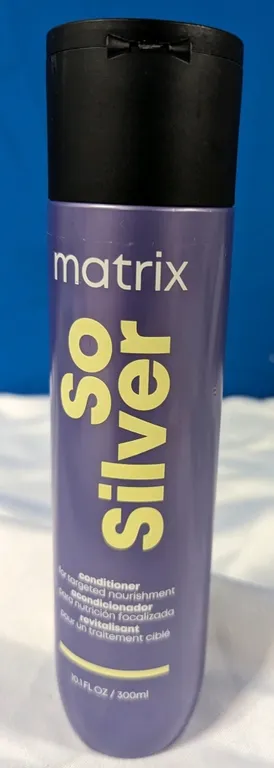 matrix
so
silver
conditioner
for targeted nourishment
acondicionador
para nutrición focalizada
revitalisant
pour un traitement ciblé
10.1 FL OZ / 300ml